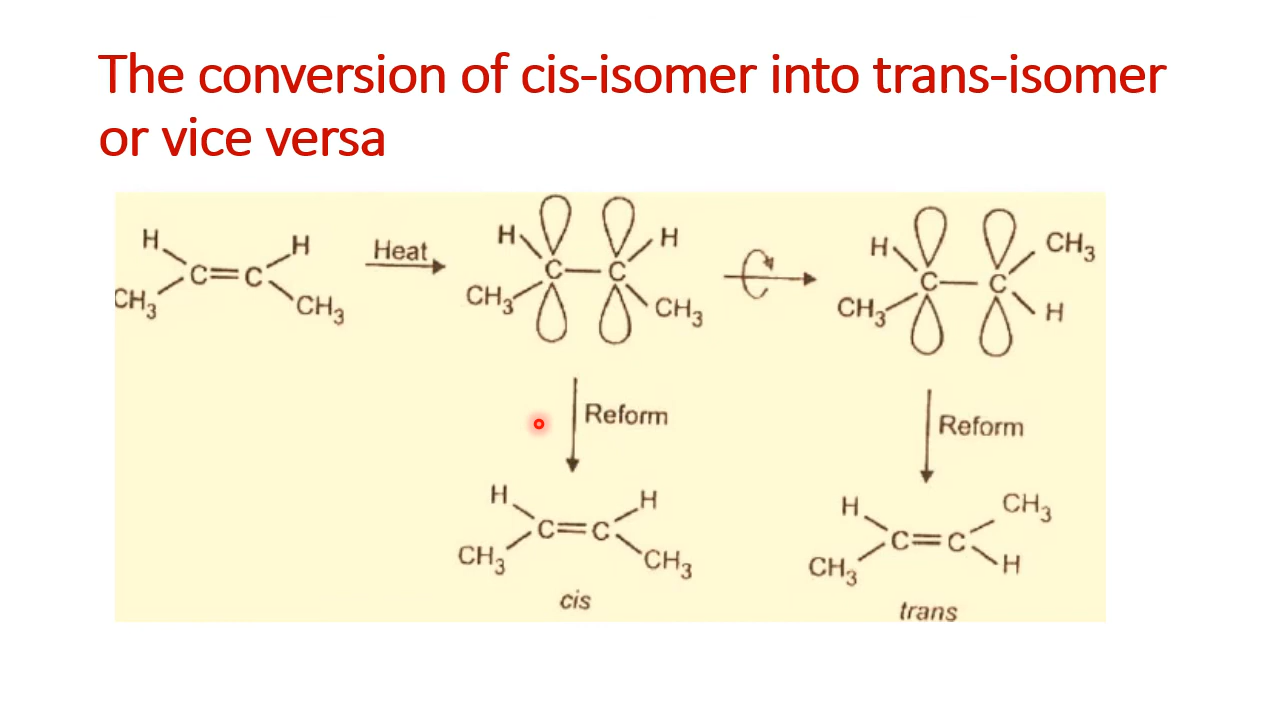 The conversion of cis-isomer into trans-isomer
or vice versa
H H
C=C
CH₃ CH₃
Heat
H H
C—C
CH₃ CH₃
H CH₃
C—C
CH₃ H
Reform
Reform
H H
C=C
CH₃ CH₃
cis
H CH₃
C=C
CH₃ H
trans